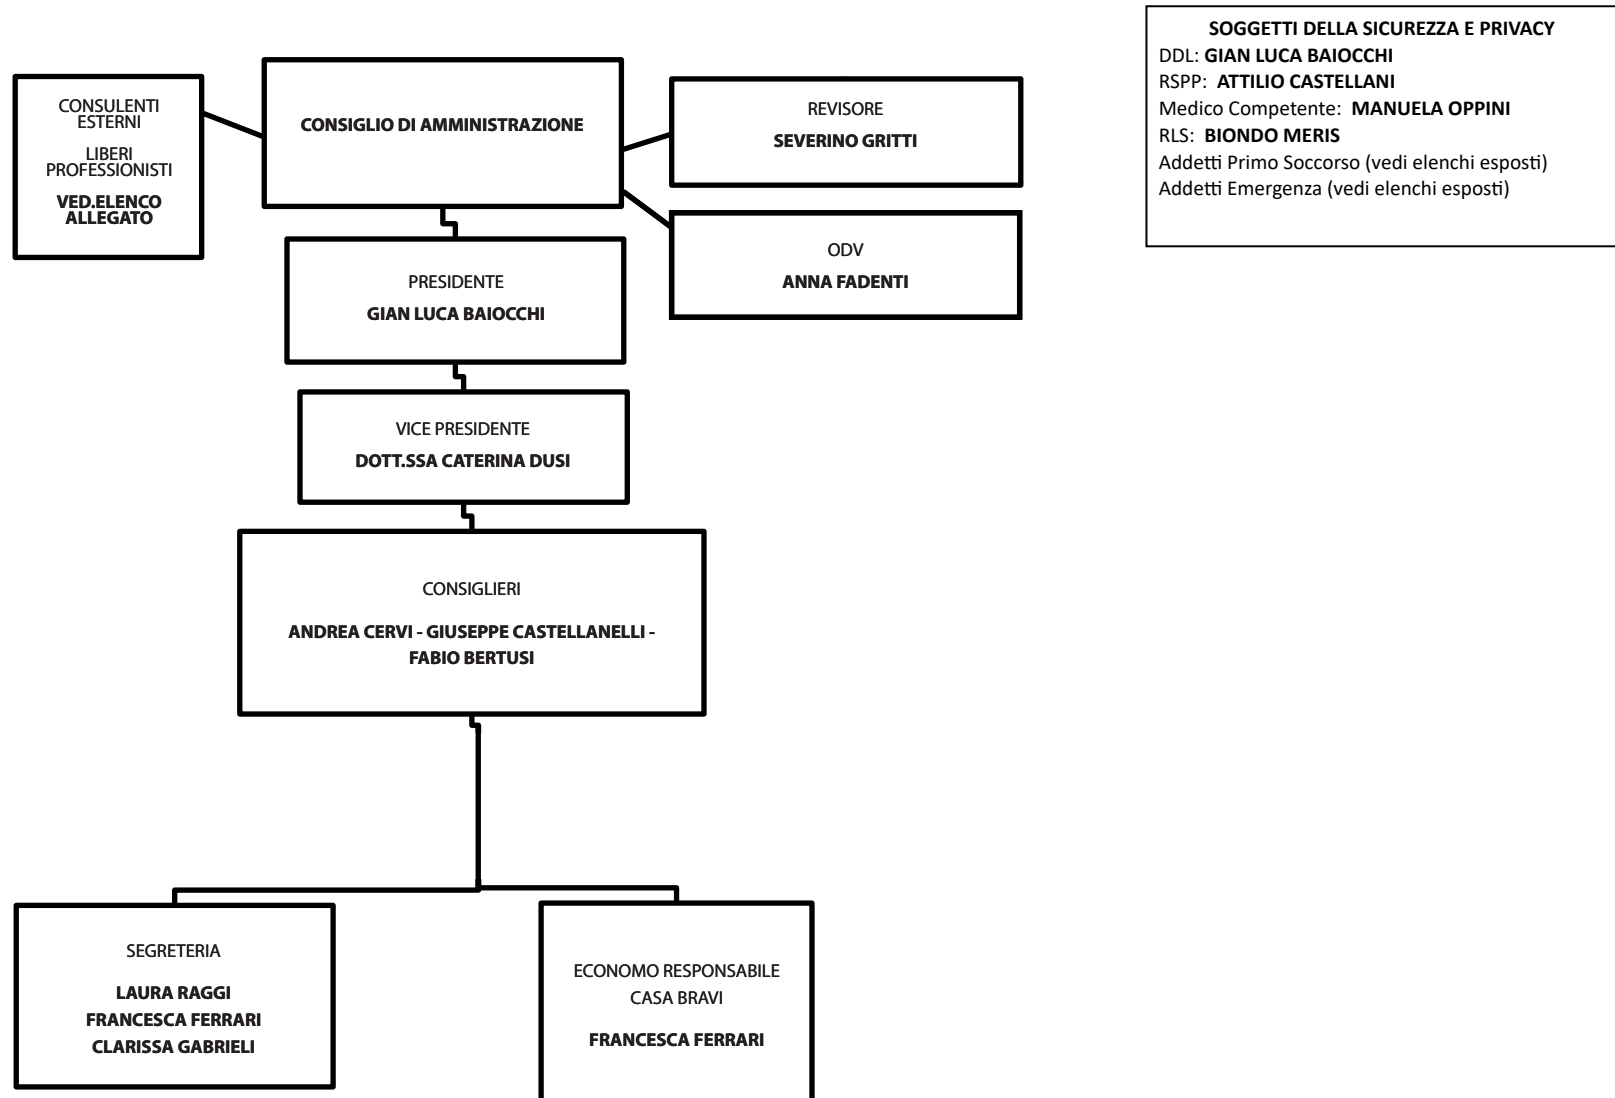 SOGGETTI DELLA SICUREZZA E PRIVACY
DDL: GIAN LUCA BAIOCCHI
RSPP: ATTILIO CASTELLANI
Medico Competente: MANUELA OPPINI
RLS: BIONDO MERIS
Addetti Primo Soccorso (vedi elenchi esposti)
Addetti Emergenza (vedi elenchi esposti)
CONSULENTI
ESTERNI
LIBERI
PROFESSIONISTI
VED.ELENCO
ALLEGATO
CONSIGLIO DI AMMINISTRAZIONE
REVISORE
SEVERINO GRITTI
ODV
ANNA FADENTI
PRESIDENTE
GIAN LUCA BAIOCCHI
VICE PRESIDENTE
DOTT.SSA CATERINA DUSI
CONSIGLIERI
ANDREA CERVI - GIUSEPPE CASTELLANELLI -
FABIO BERTUSI
SEGRETERIA
LAURA RAGGI
FRANCESCA FERRARI
CLARISSA GABRIELI
ECONOMO RESPONSABILE
CASA BRAVI
FRANCESCA FERRARI